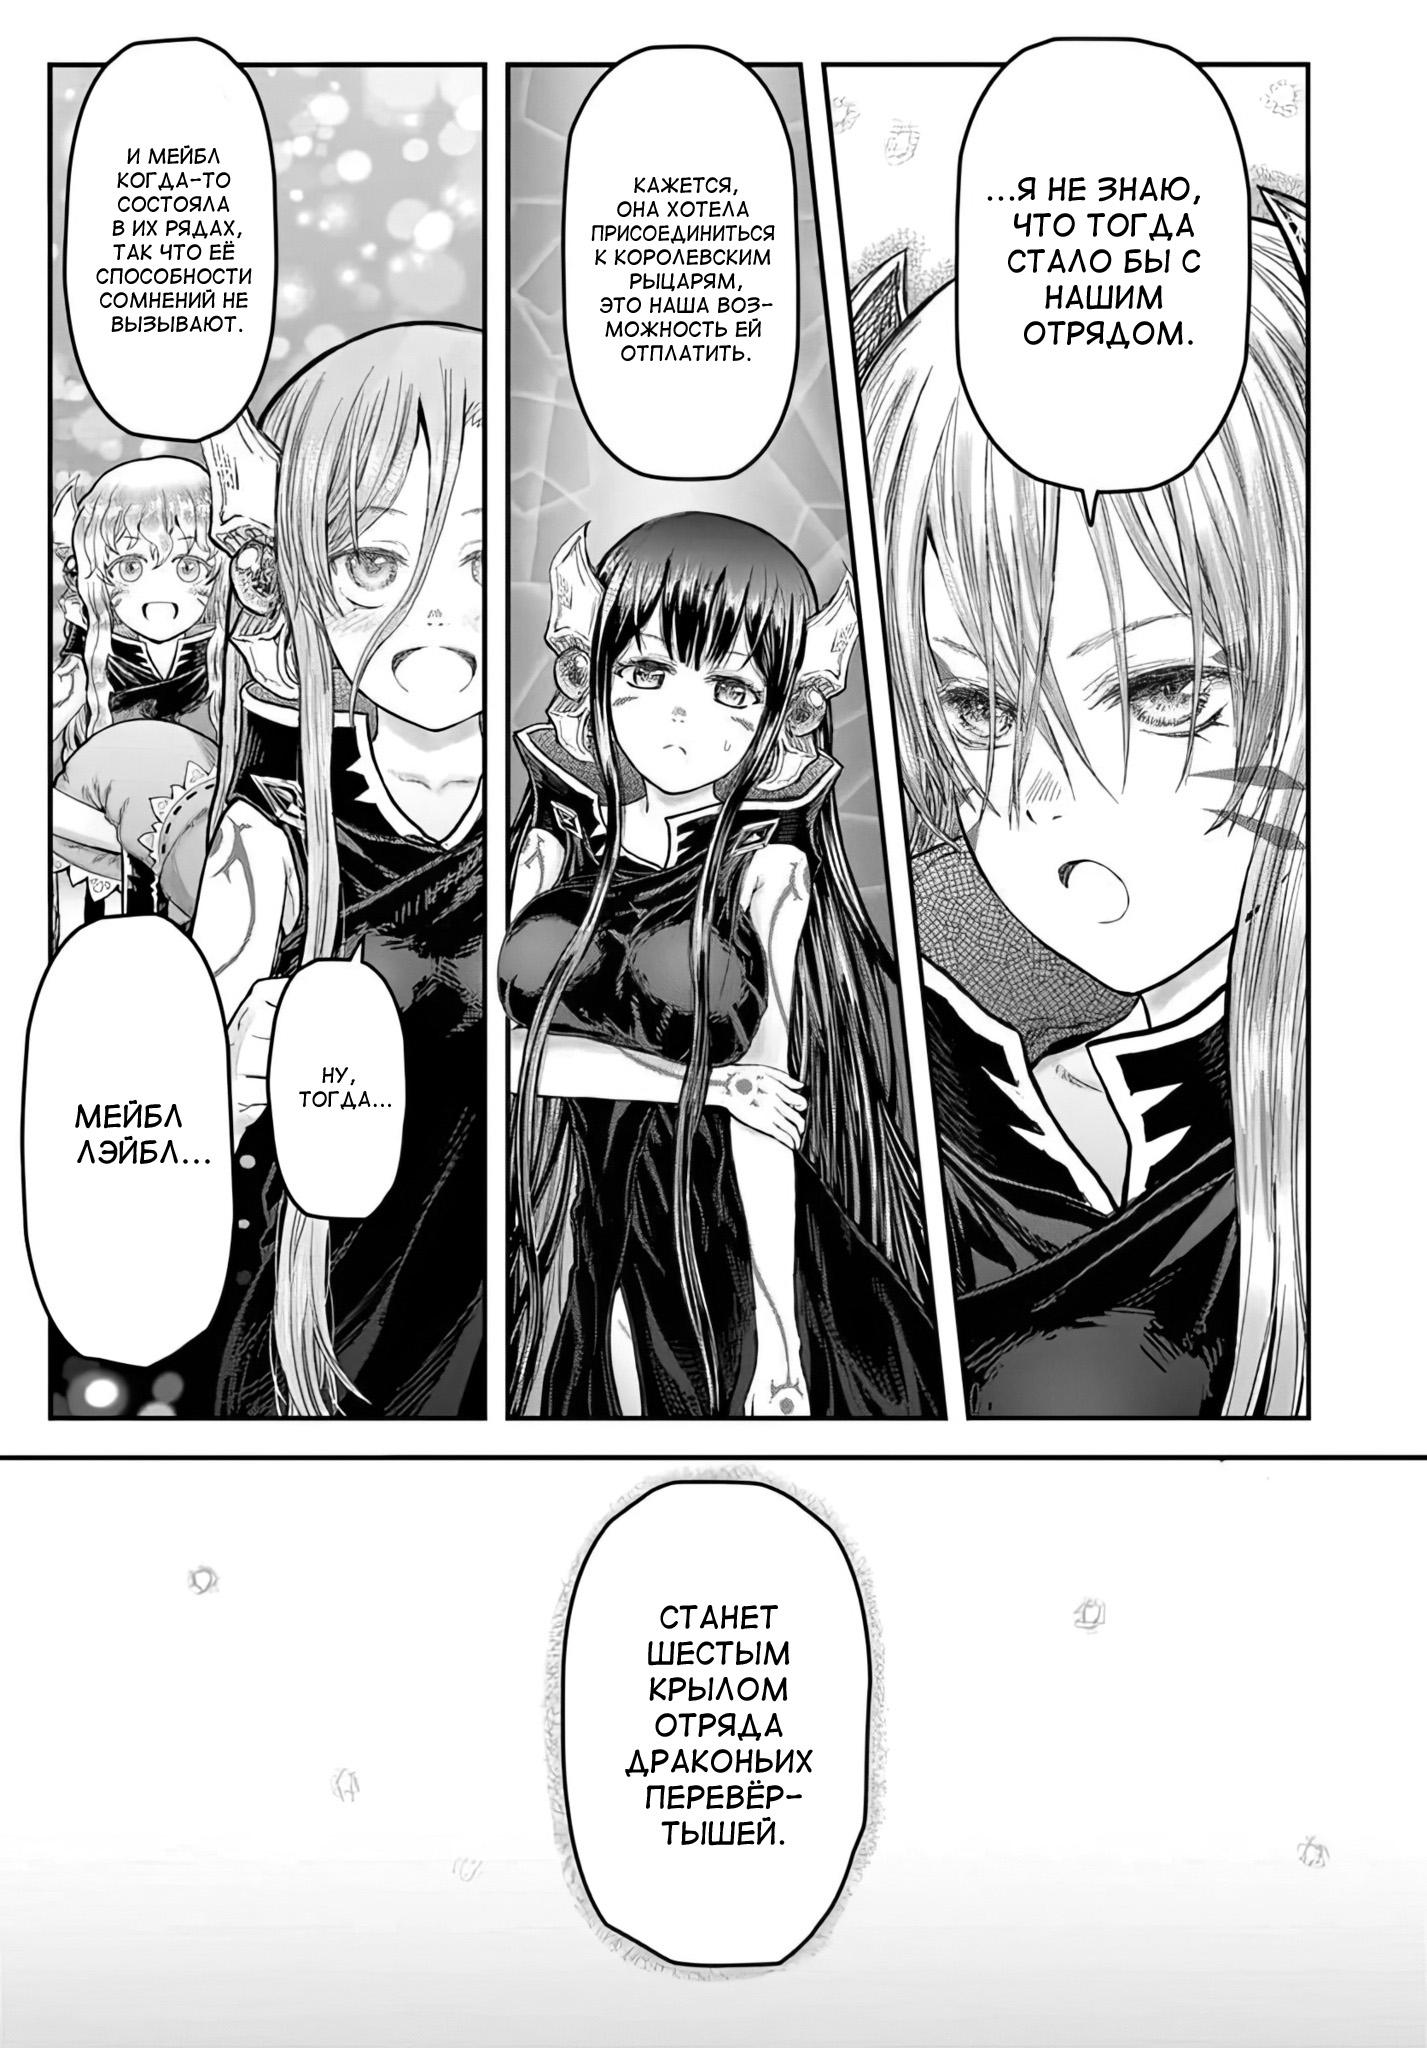 ...Я НЕ ЗНАЮ,
ЧТО ТОГДА
СТАЛО БЫ С
НАШИМ
ОТРЯДОМ.
КАЖЕТСЯ,
ОНА ХОТЕЛА
ПРИСОЕДИНИТЬСЯ
К КОРОЛЕВСКИМ
РЫЦАРЯМ,
ЭТО НАША ВОЗ-
МОЖНОСТЬ ЕЙ
ОТПЛАТИТЬ.
И МЕЙБЛ
КОГДА-ТО
СОСТОЯЛА
В ИХ РЯДАХ,
ТАК ЧТО ЕЁ
СПОСОБНОСТИ
СОМНЕНИЙ НЕ
ВЫЗЫВАЮТ.
НУ,
ТОГДА...
МЕЙБЛ
ЛЭЙБЛ...
СТАНЕТ
ШЕСТЫМ
КРЫЛОМ
ОТРЯДА
ДРАКОНЬИХ
ПЕРЕВЁР-
ТЫШЕЙ.